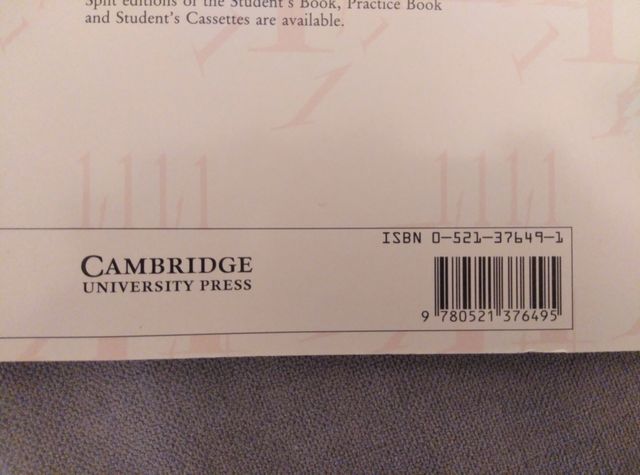 Split editions of the Student's Book, Practice Book
and Student's Cassettes are available.
ISBN 0-521-37649-1
CAMBRIDGE
UNIVERSITY PRESS
9 780521 376495